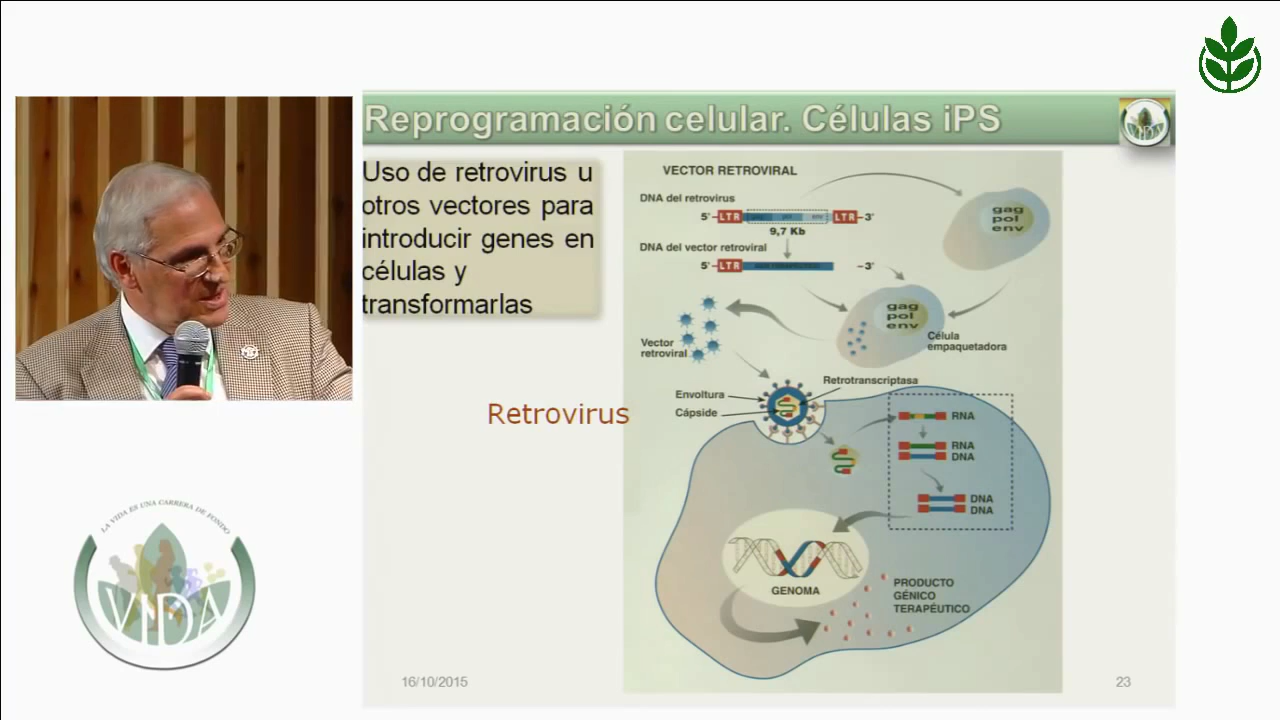 Reprogramación celular. Células iPS
VIDA
Uso de retrovirus u
otros vectores para
introducir genes en
células y
transformarlas
Retrovirus
VECTOR RETROVIRAL
DNA del retrovirus
5'
LTR
gag
pol
env
LTR
3'
9,7 Kb
DNA del vector retroviral
5'
LTR
3'
gag
pol
env
gag
pol
env
Célula
empaquetadora
Vector
retroviral
Envoltura
Cápside
Retrotranscriptasa
RNA
RNA
DNA
DNA
DNA
GENOMA
PRODUCTO
GÉNICO
TERAPÉUTICO
LA VIDA ES UNA CARRERA DE FONDO
VIDA
16/10/2015
23